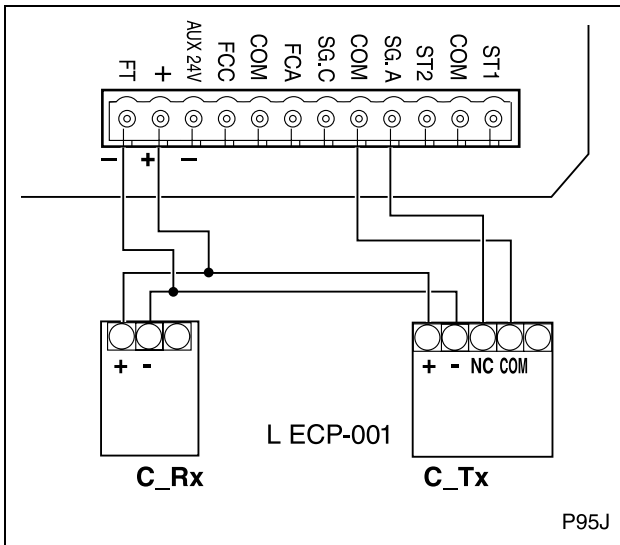 FT + AUX 24V FCC COM FCA SG.C COM SG.A ST2 COM ST1
− + −
+ - + - NC COM
L ECP-001
C_Rx C_Tx
P95J